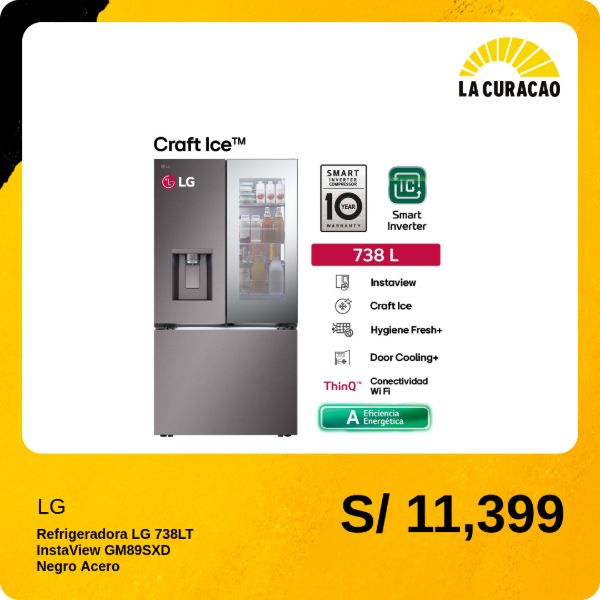 LA CURACAO
Craft Ice™
LG
SMART
INVERTER
COMPRESSOR
10 YEAR
WARRANTY
Smart
Inverter
738 L
Instaview
Craft Ice
Hygiene Fresh+
Door Cooling+
ThinQ™ Conectividad
Wi Fi
A Eficiencia
Energética
LG
S/ 11,399
Refrigeradora LG 738LT
InstaView GM89SXD
Negro Acero